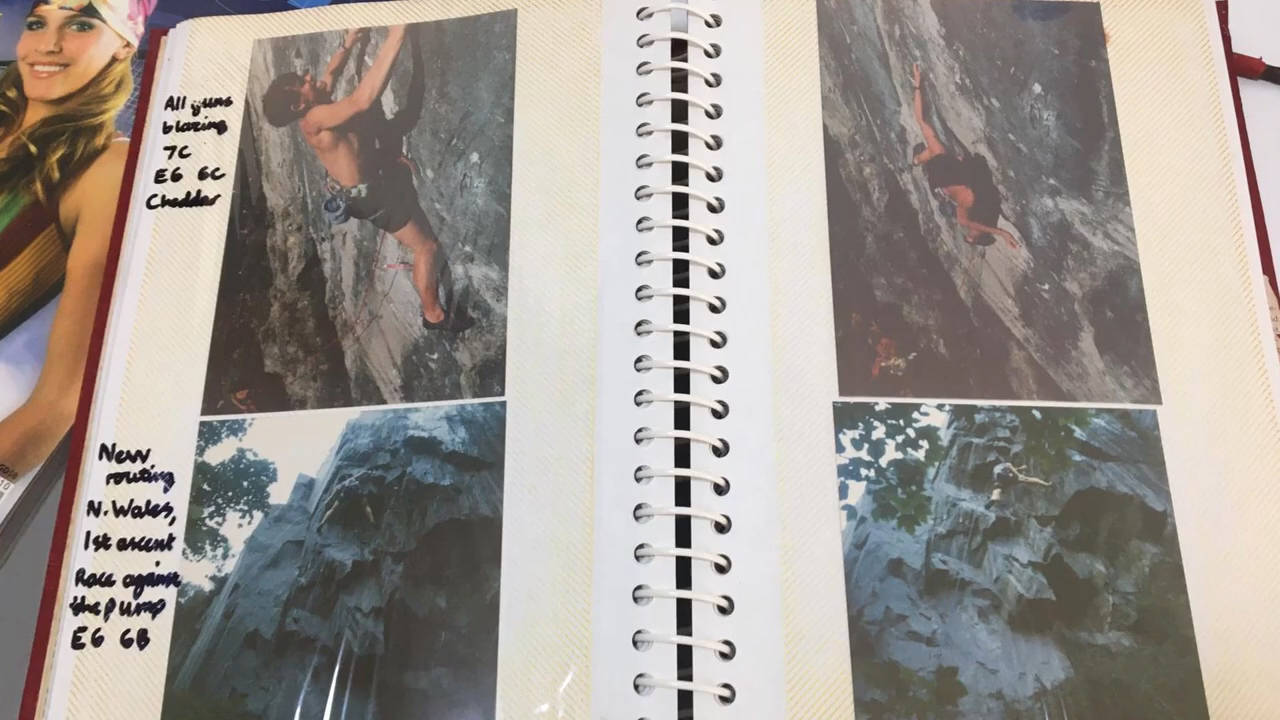 All guns
blazing
7C
E6 6C
Cheddar
New
routing
N. Wales,
1st ascent
Race against
the pump
E6 6B